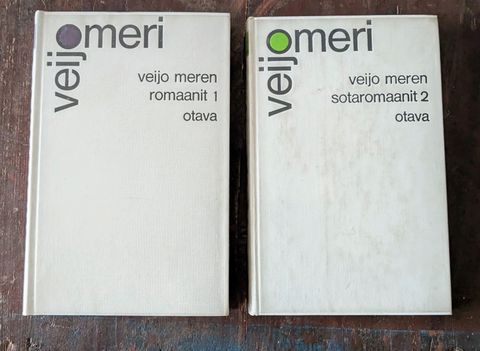 veijo meri
veijo meren
romaanit 1
otava
veijo meri
veijo meren
sotaromaanit 2
otava